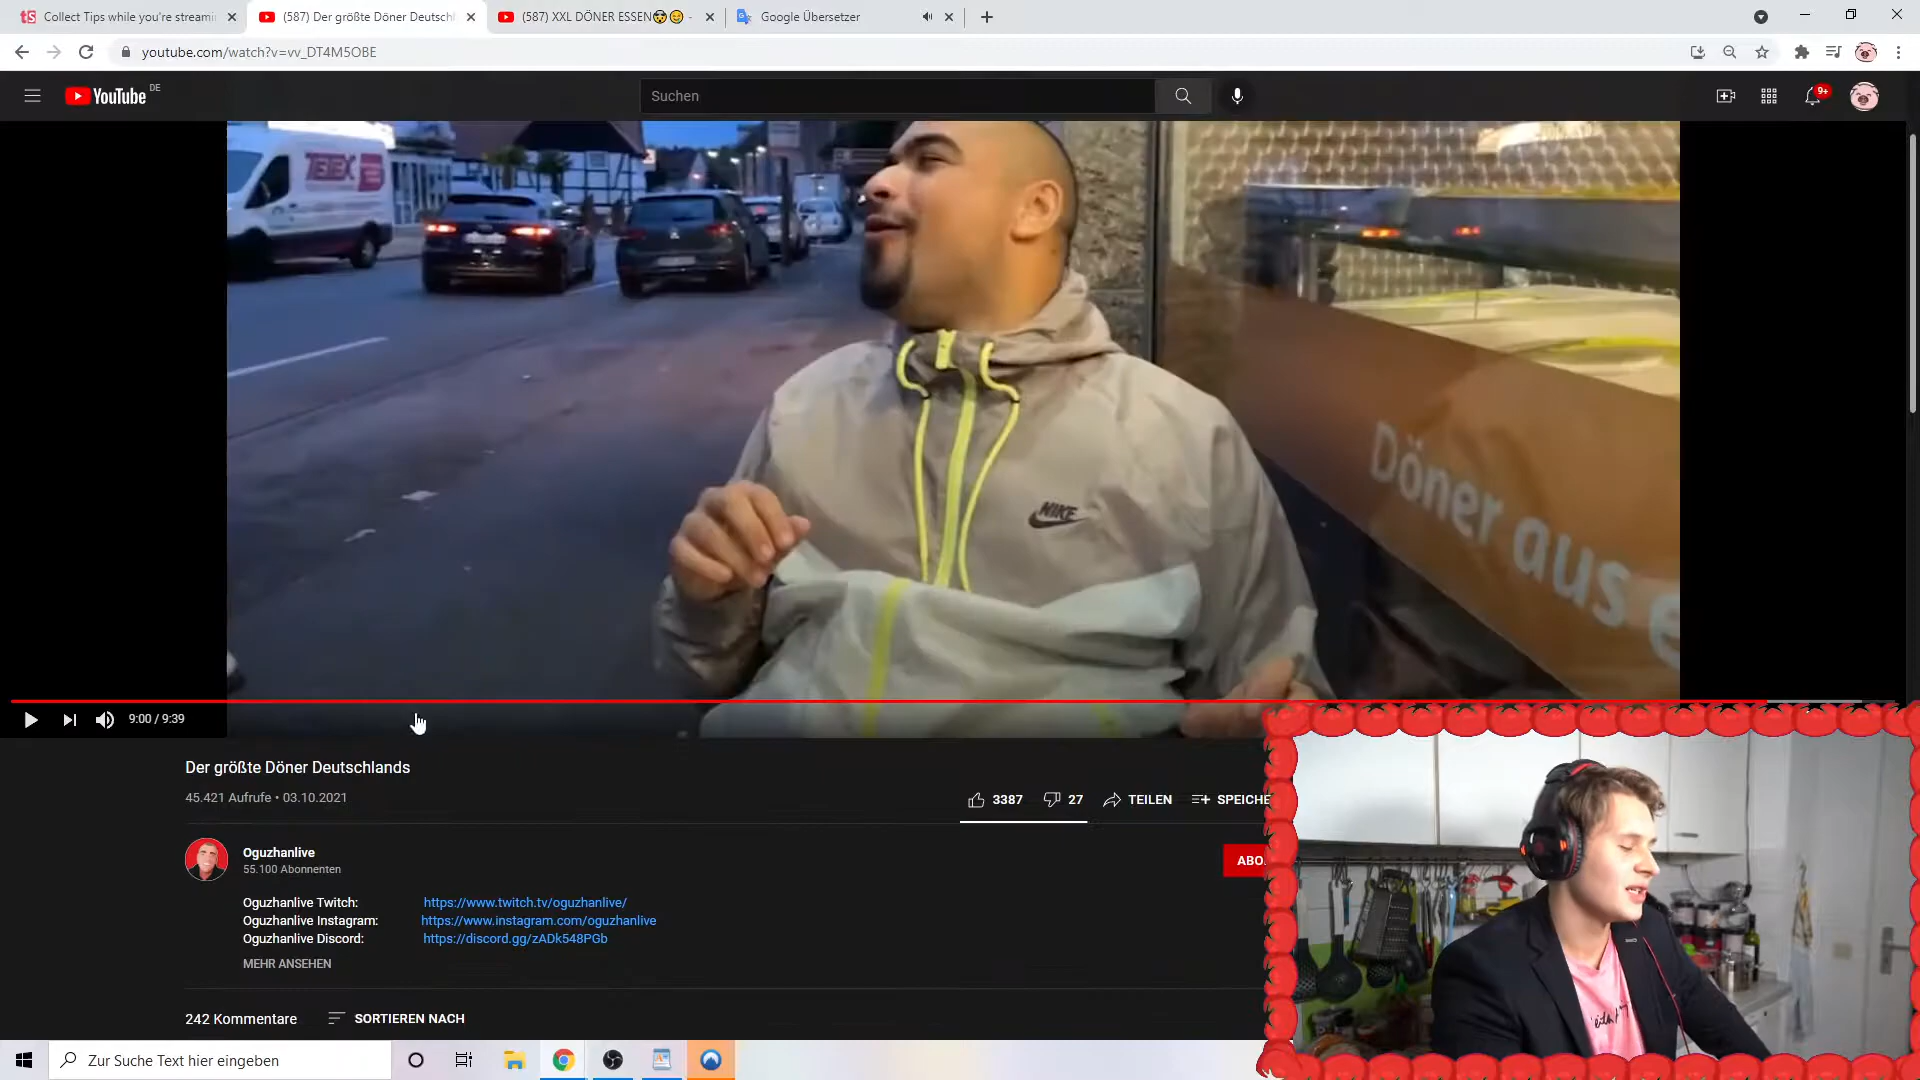 Collect Tips while you're streami
(587) Der größte Döner Deutschl
(587) XXL DÖNER ESSEN🤯😏 -
Google Übersetzer
youtube.com/watch?v=vv_DT4M5OBE
YouTube DE
Suchen
9+
TEDEX
NIKE
Döner aus e
9:00 / 9:39
Der größte Döner Deutschlands
45.421 Aufrufe • 03.10.2021
3387
27
TEILEN
SPEICHE
Oguzhanlive
55.100 Abonnenten
ABO
Oguzhanlive Twitch: https://www.twitch.tv/oguzhanlive/
Oguzhanlive Instagram: https://www.instagram.com/oguzhanlive
Oguzhanlive Discord: https://discord.gg/zADk548PGb
MEHR ANSEHEN
242 Kommentare
SORTIEREN NACH
Zur Suche Text hier eingeben